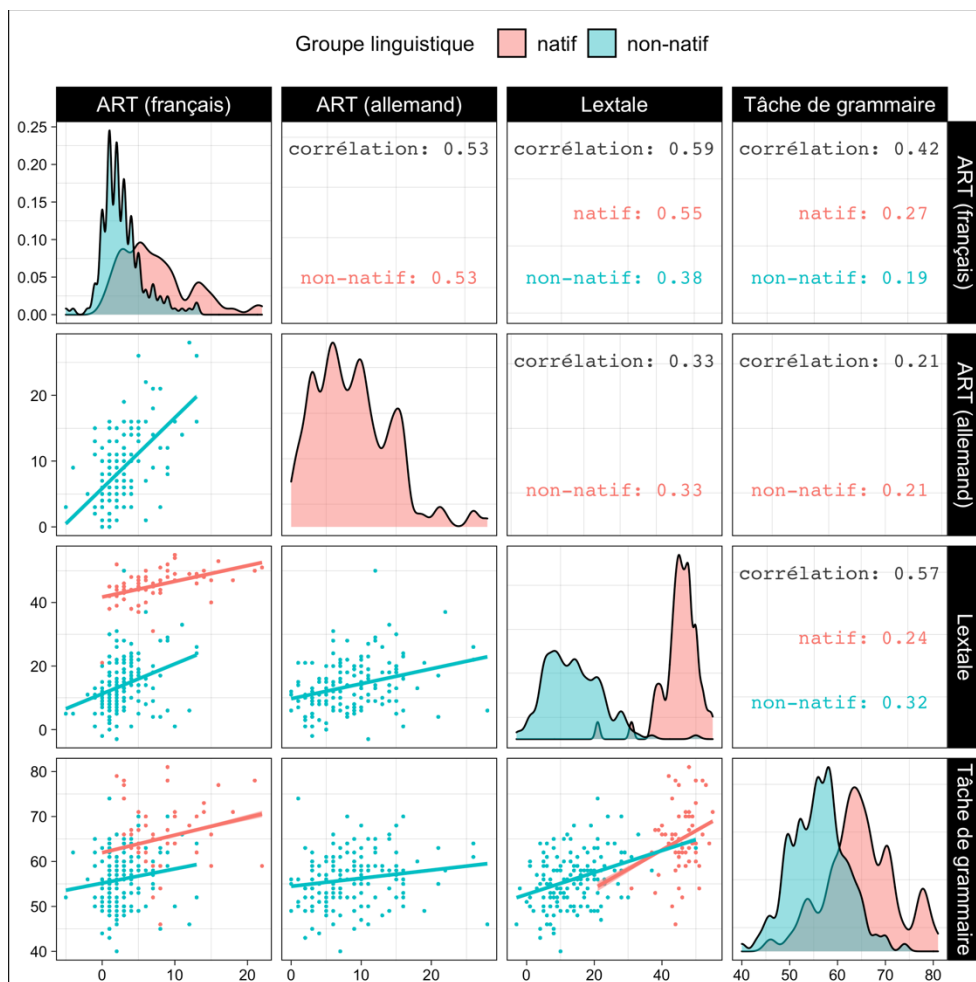 Groupe linguistique natif non-natif
ART (français) ART (allemand) Lextale Tâche de grammaire
0.25
0.20
0.15
0.10
0.05
0.00
corrélation: 0.53
non-natif: 0.53
corrélation: 0.59
natif: 0.55
non-natif: 0.38
corrélation: 0.42
natif: 0.27
non-natif: 0.19
ART (français)
20
10
0
corrélation: 0.33
non-natif: 0.33
corrélation: 0.21
non-natif: 0.21
ART (allemand)
40
20
0
corrélation: 0.57
natif: 0.24
non-natif: 0.32
Lextale
80
70
60
50
40
Tâche de grammaire
0 10 20 0 10 20 0 20 40 40 50 60 70 80